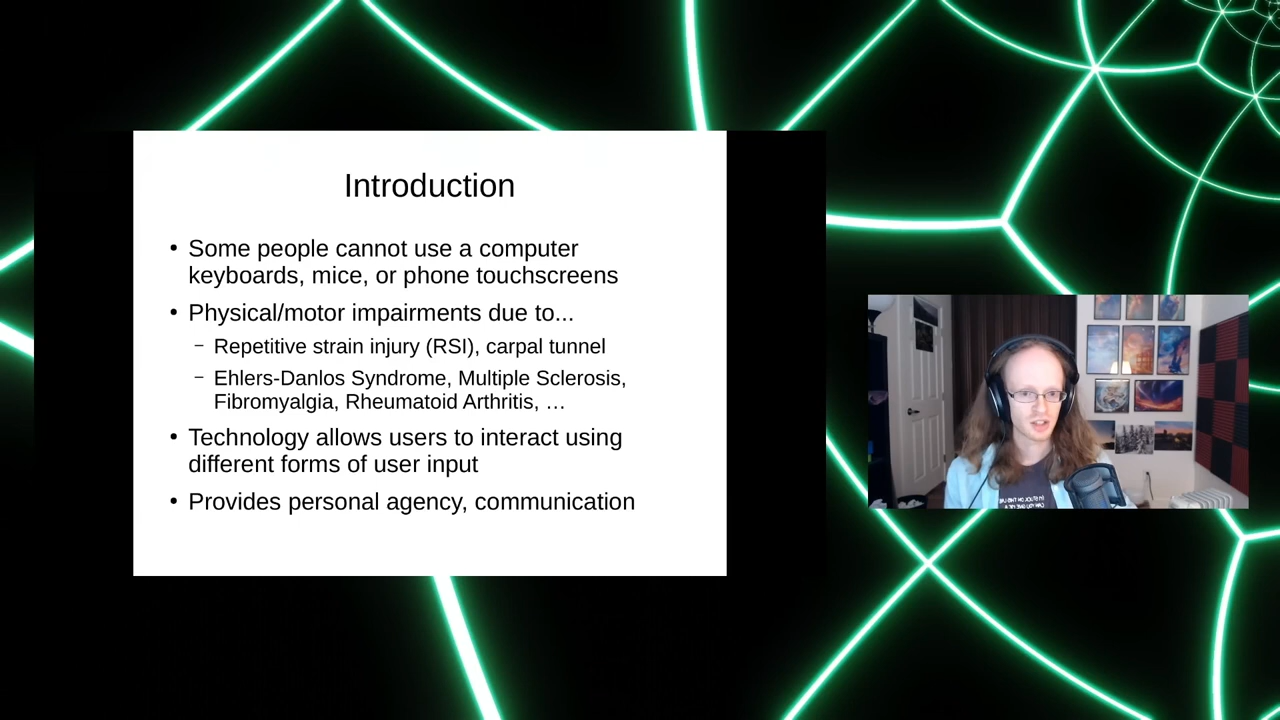 Introduction
• Some people cannot use a computer
keyboards, mice, or phone touchscreens
• Physical/motor impairments due to...
– Repetitive strain injury (RSI), carpal tunnel
– Ehlers-Danlos Syndrome, Multiple Sclerosis,
Fibromyalgia, Rheumatoid Arthritis, …
• Technology allows users to interact using
different forms of user input
• Provides personal agency, communication